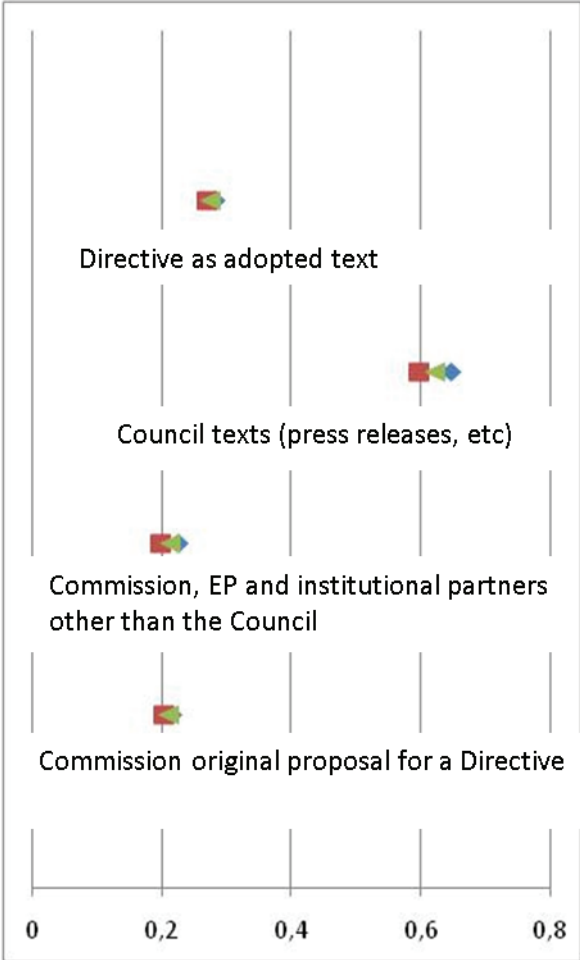 Directive as adopted text
Council texts (press releases, etc)
Commission, EP and institutional partners
other than the Council
Commission original proposal for a Directive
0 0,2 0,4 0,6 0,8